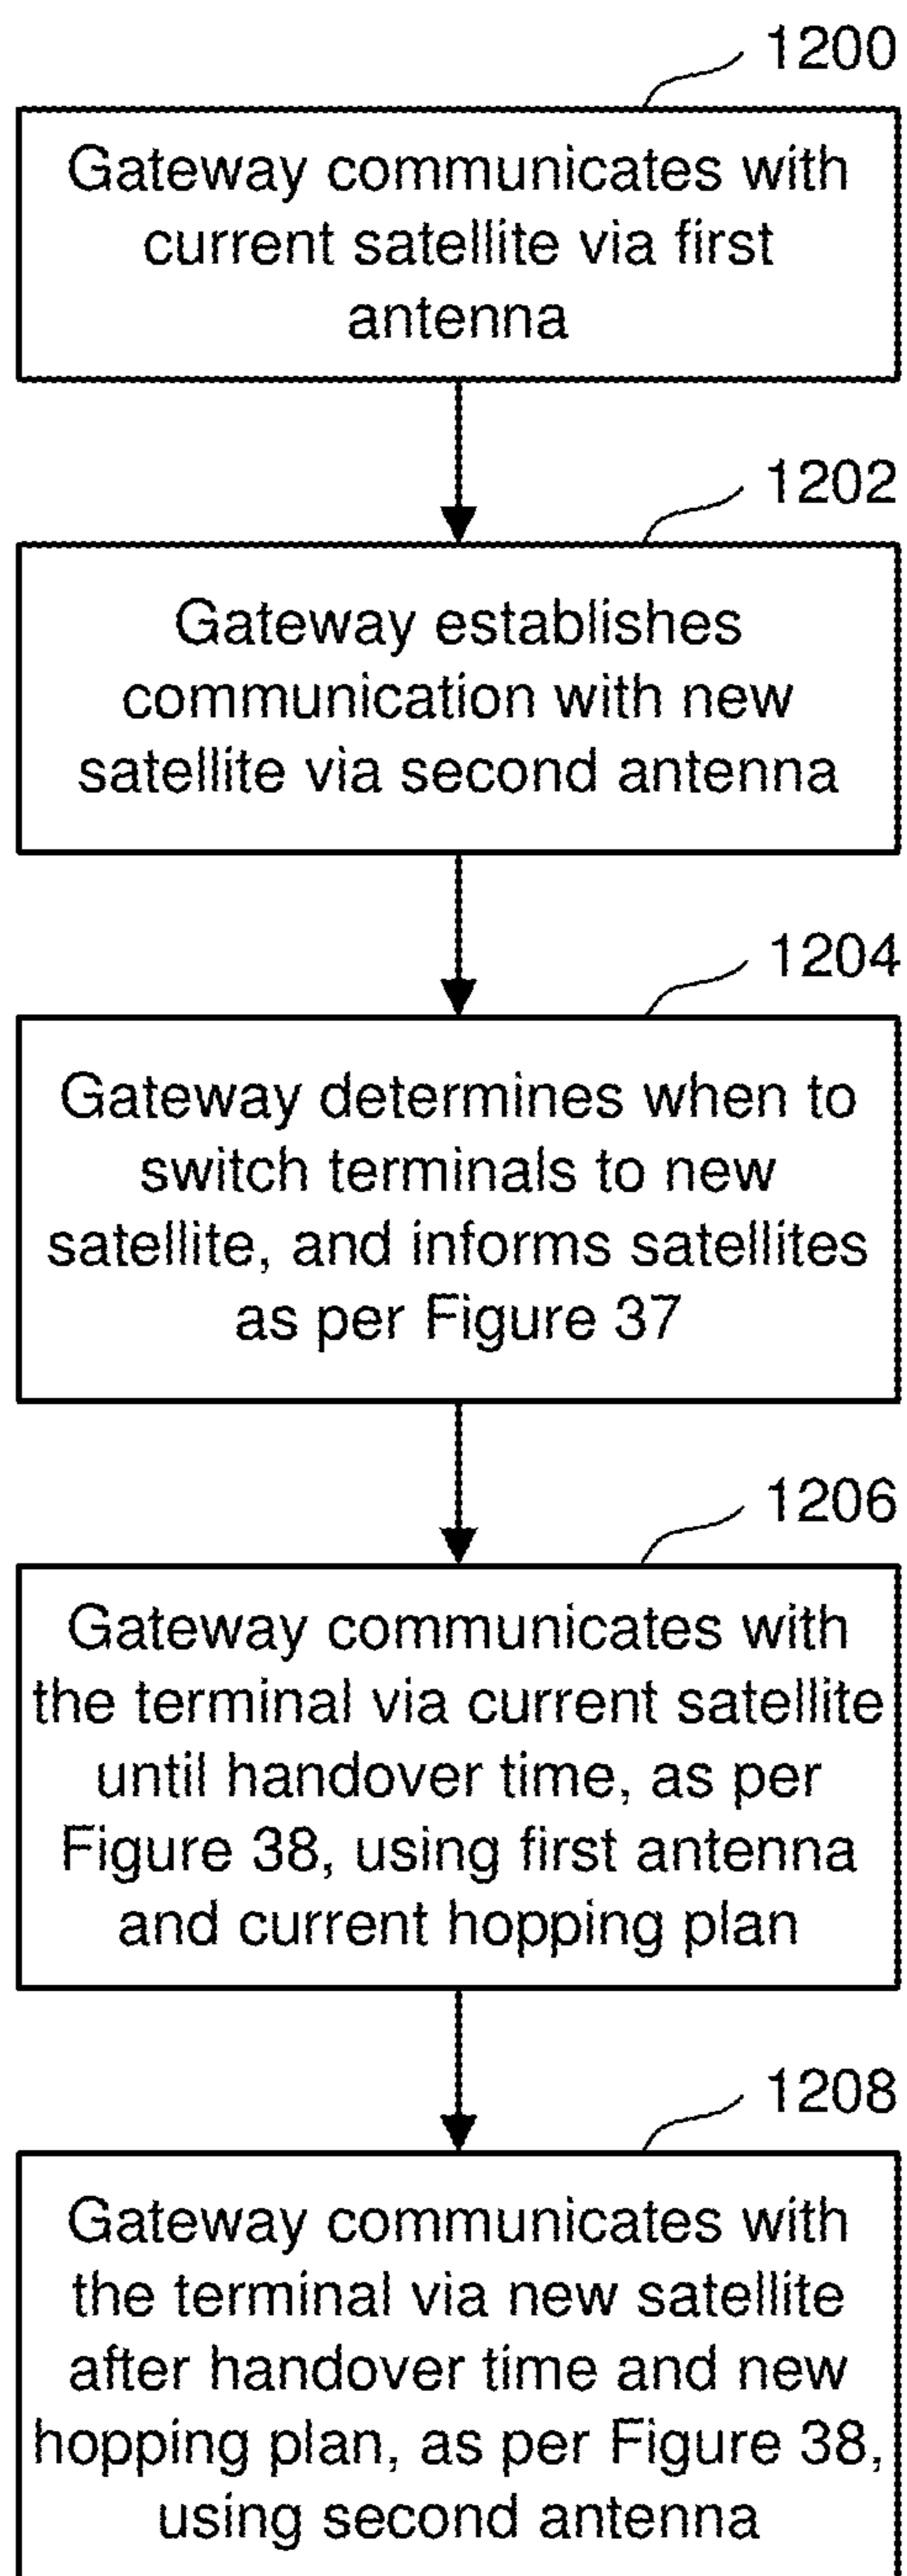 1200
Gateway communicates with
current satellite via first
antenna
1202
Gateway establishes
communication with new
satellite via second antenna
1204
Gateway determines when to
switch terminals to new
satellite, and informs satellites
as per Figure 37
1206
Gateway communicates with
the terminal via current satellite
until handover time, as per
Figure 38, using first antenna
and current hopping plan
1208
Gateway communicates with
the terminal via new satellite
after handover time and new
hopping plan, as per Figure 38,
using second antenna